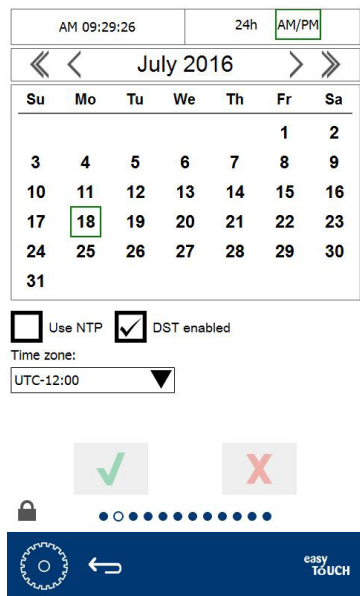 AM 09:29:26 24h AM/PM
July 2016
Su Mo Tu We Th Fr Sa
1 2
3 4 5 6 7 8 9
10 11 12 13 14 15 16
17 18 19 20 21 22 23
24 25 26 27 28 29 30
31
Use NTP DST enabled
Time zone:
UTC-12:00
easy
TOUCH